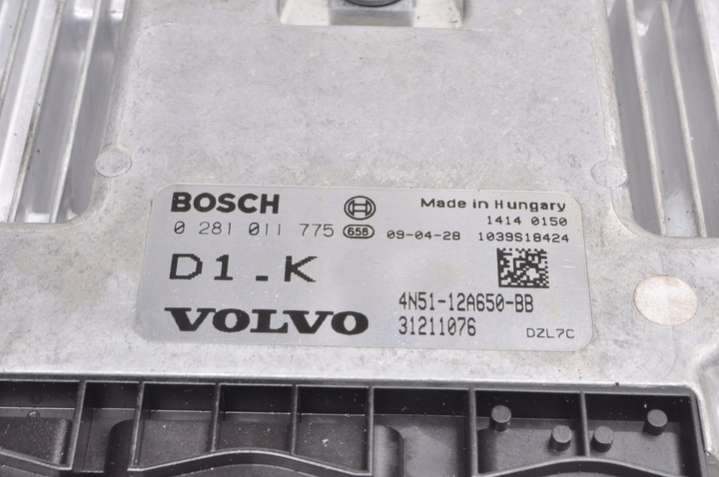 BOSCH Made in Hungary
1414 0150
0 281 011 775 658 09-04-28 1039S18424
D1.K
4N51-12A650-BB
VOLVO 31211076 DZL7C